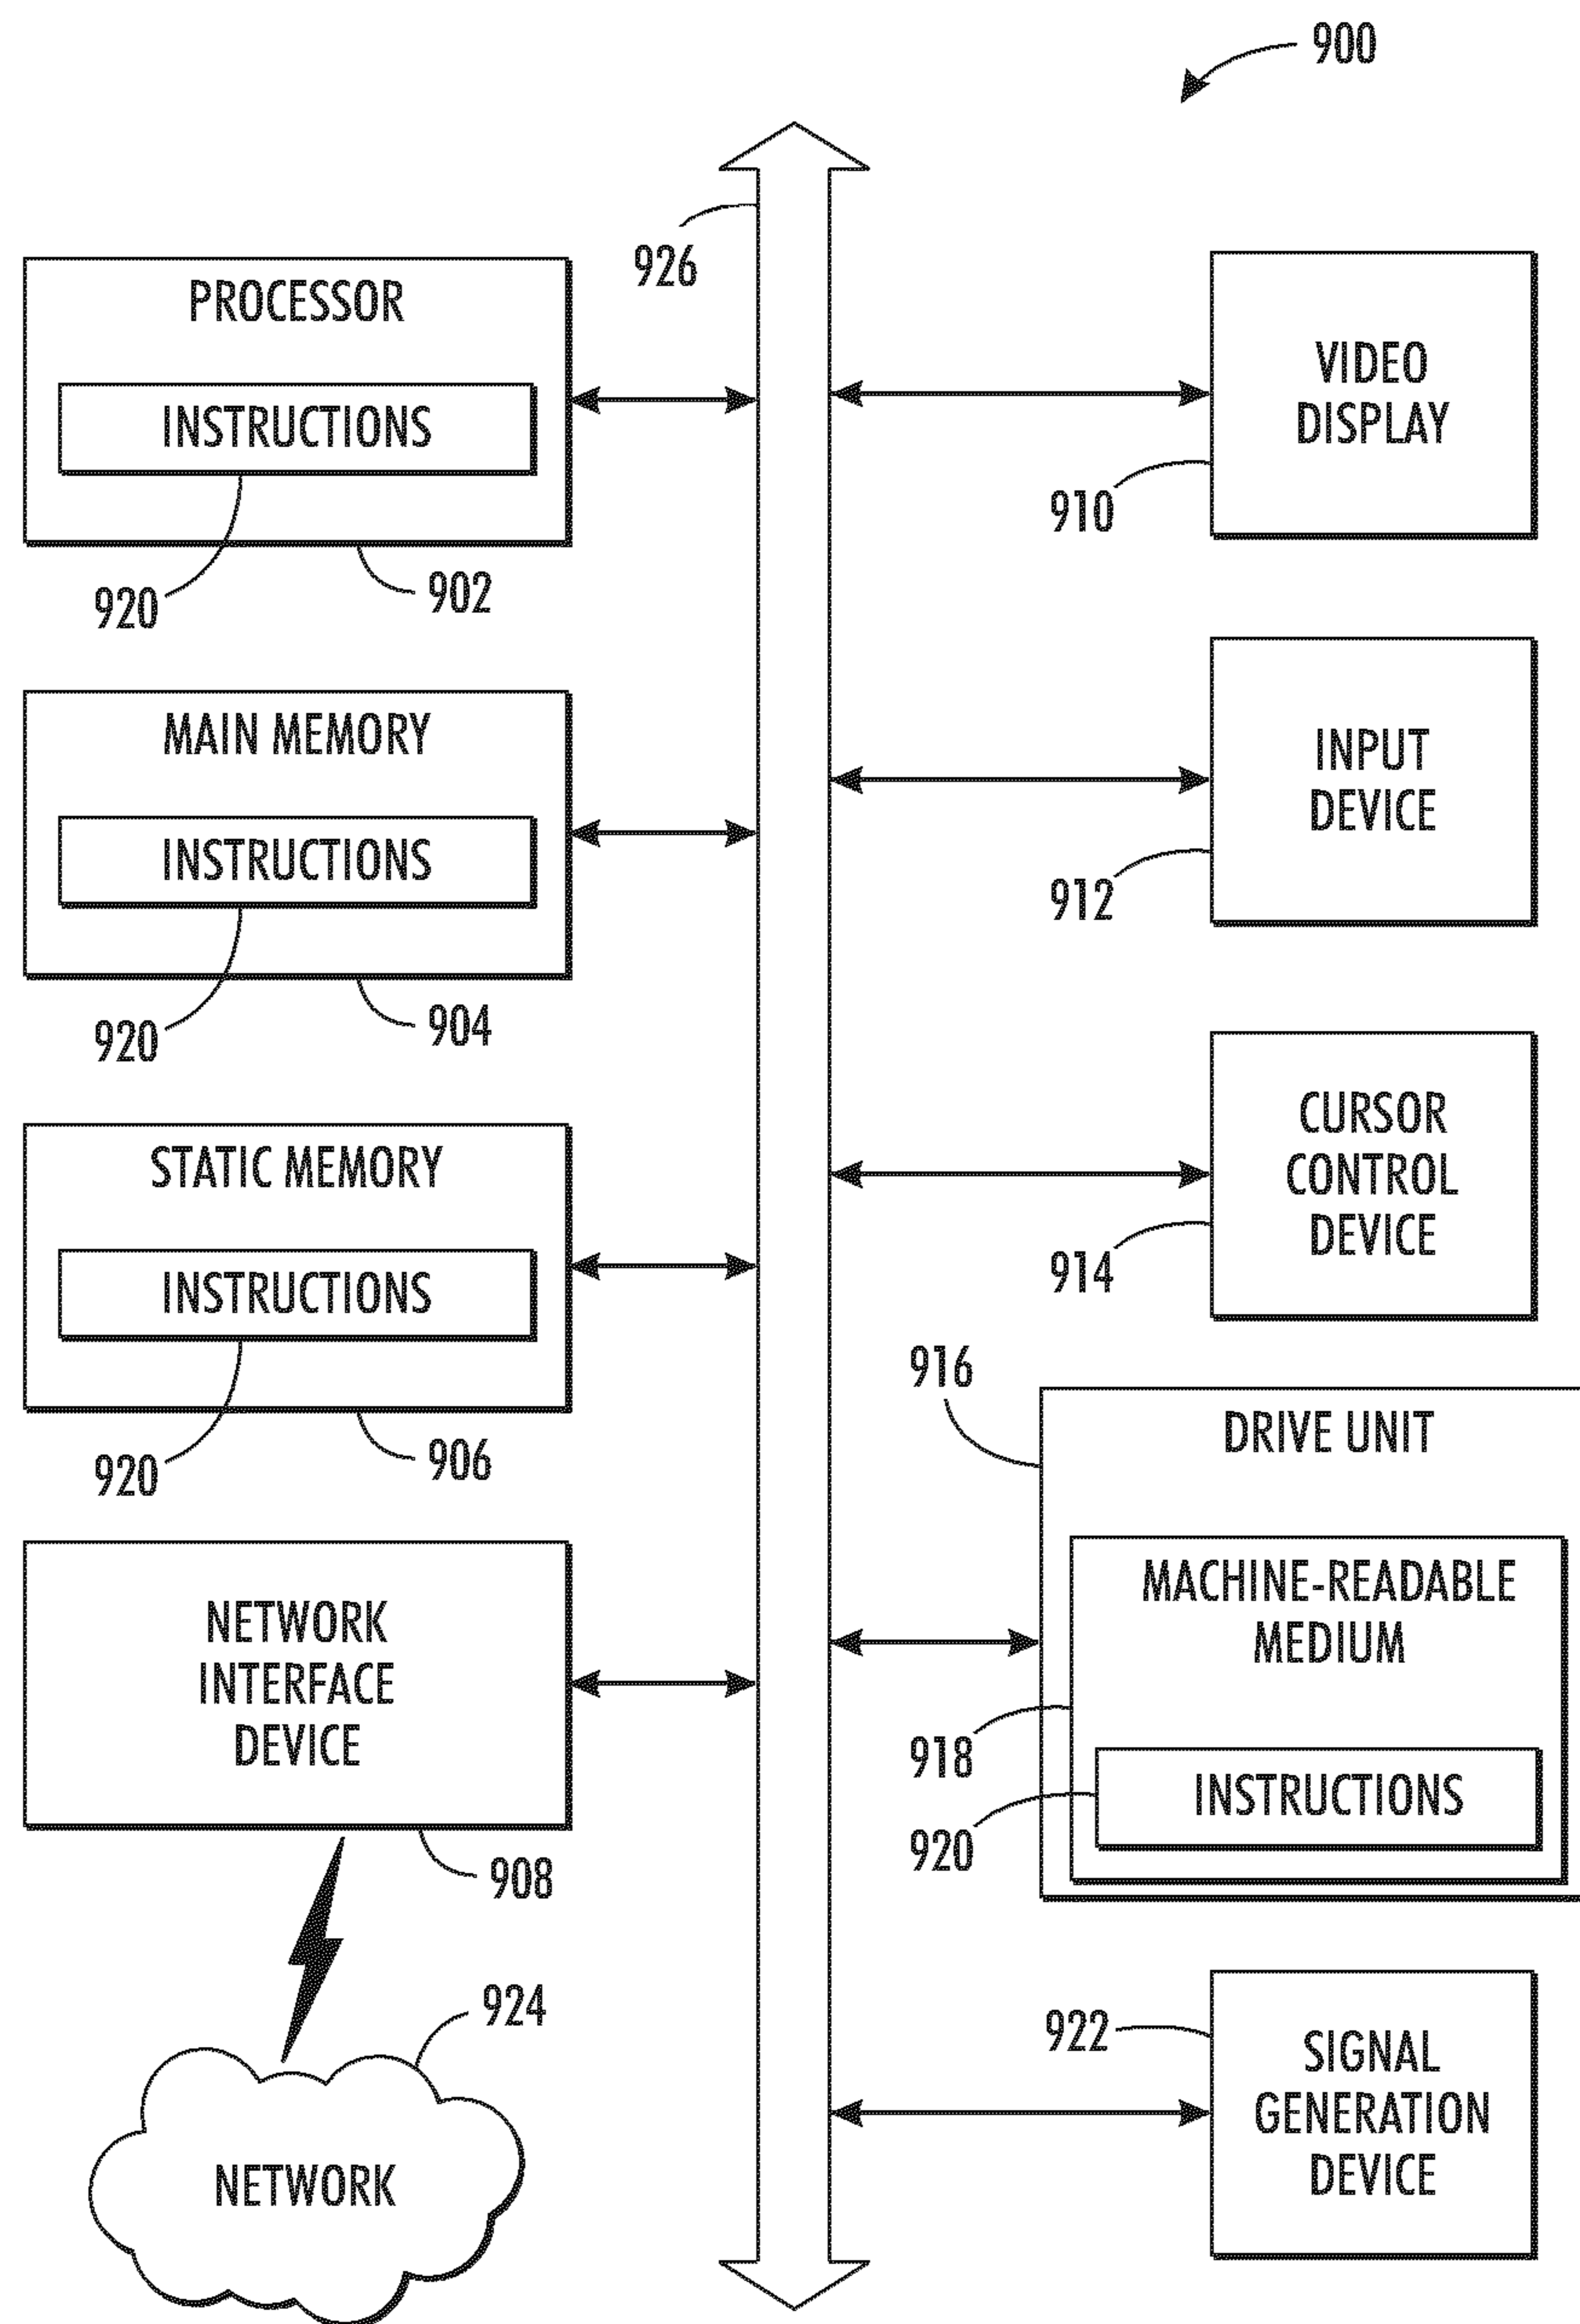 900
926
PROCESSOR
INSTRUCTIONS
920
902
MAIN MEMORY
INSTRUCTIONS
920
904
STATIC MEMORY
INSTRUCTIONS
920
906
NETWORK
INTERFACE
DEVICE
908
924
NETWORK
VIDEO
DISPLAY
910
INPUT
DEVICE
912
CURSOR
CONTROL
DEVICE
914
916
DRIVE UNIT
MACHINE-READABLE
MEDIUM
918
INSTRUCTIONS
920
922
SIGNAL
GENERATION
DEVICE